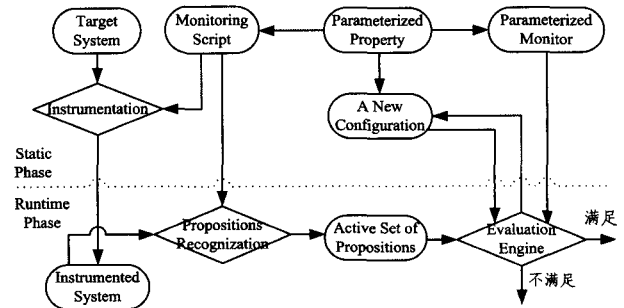 Target
System
Monitoring
Script
Parameterized
Property
Parameterized
Monitor
Instrumentation
A New
Configuration
Static
Phase
Runtime
Phase
Propositions
Recognization
Active Set of
Propositions
Evaluation
Engine
满足
Instrumented
System
不满足